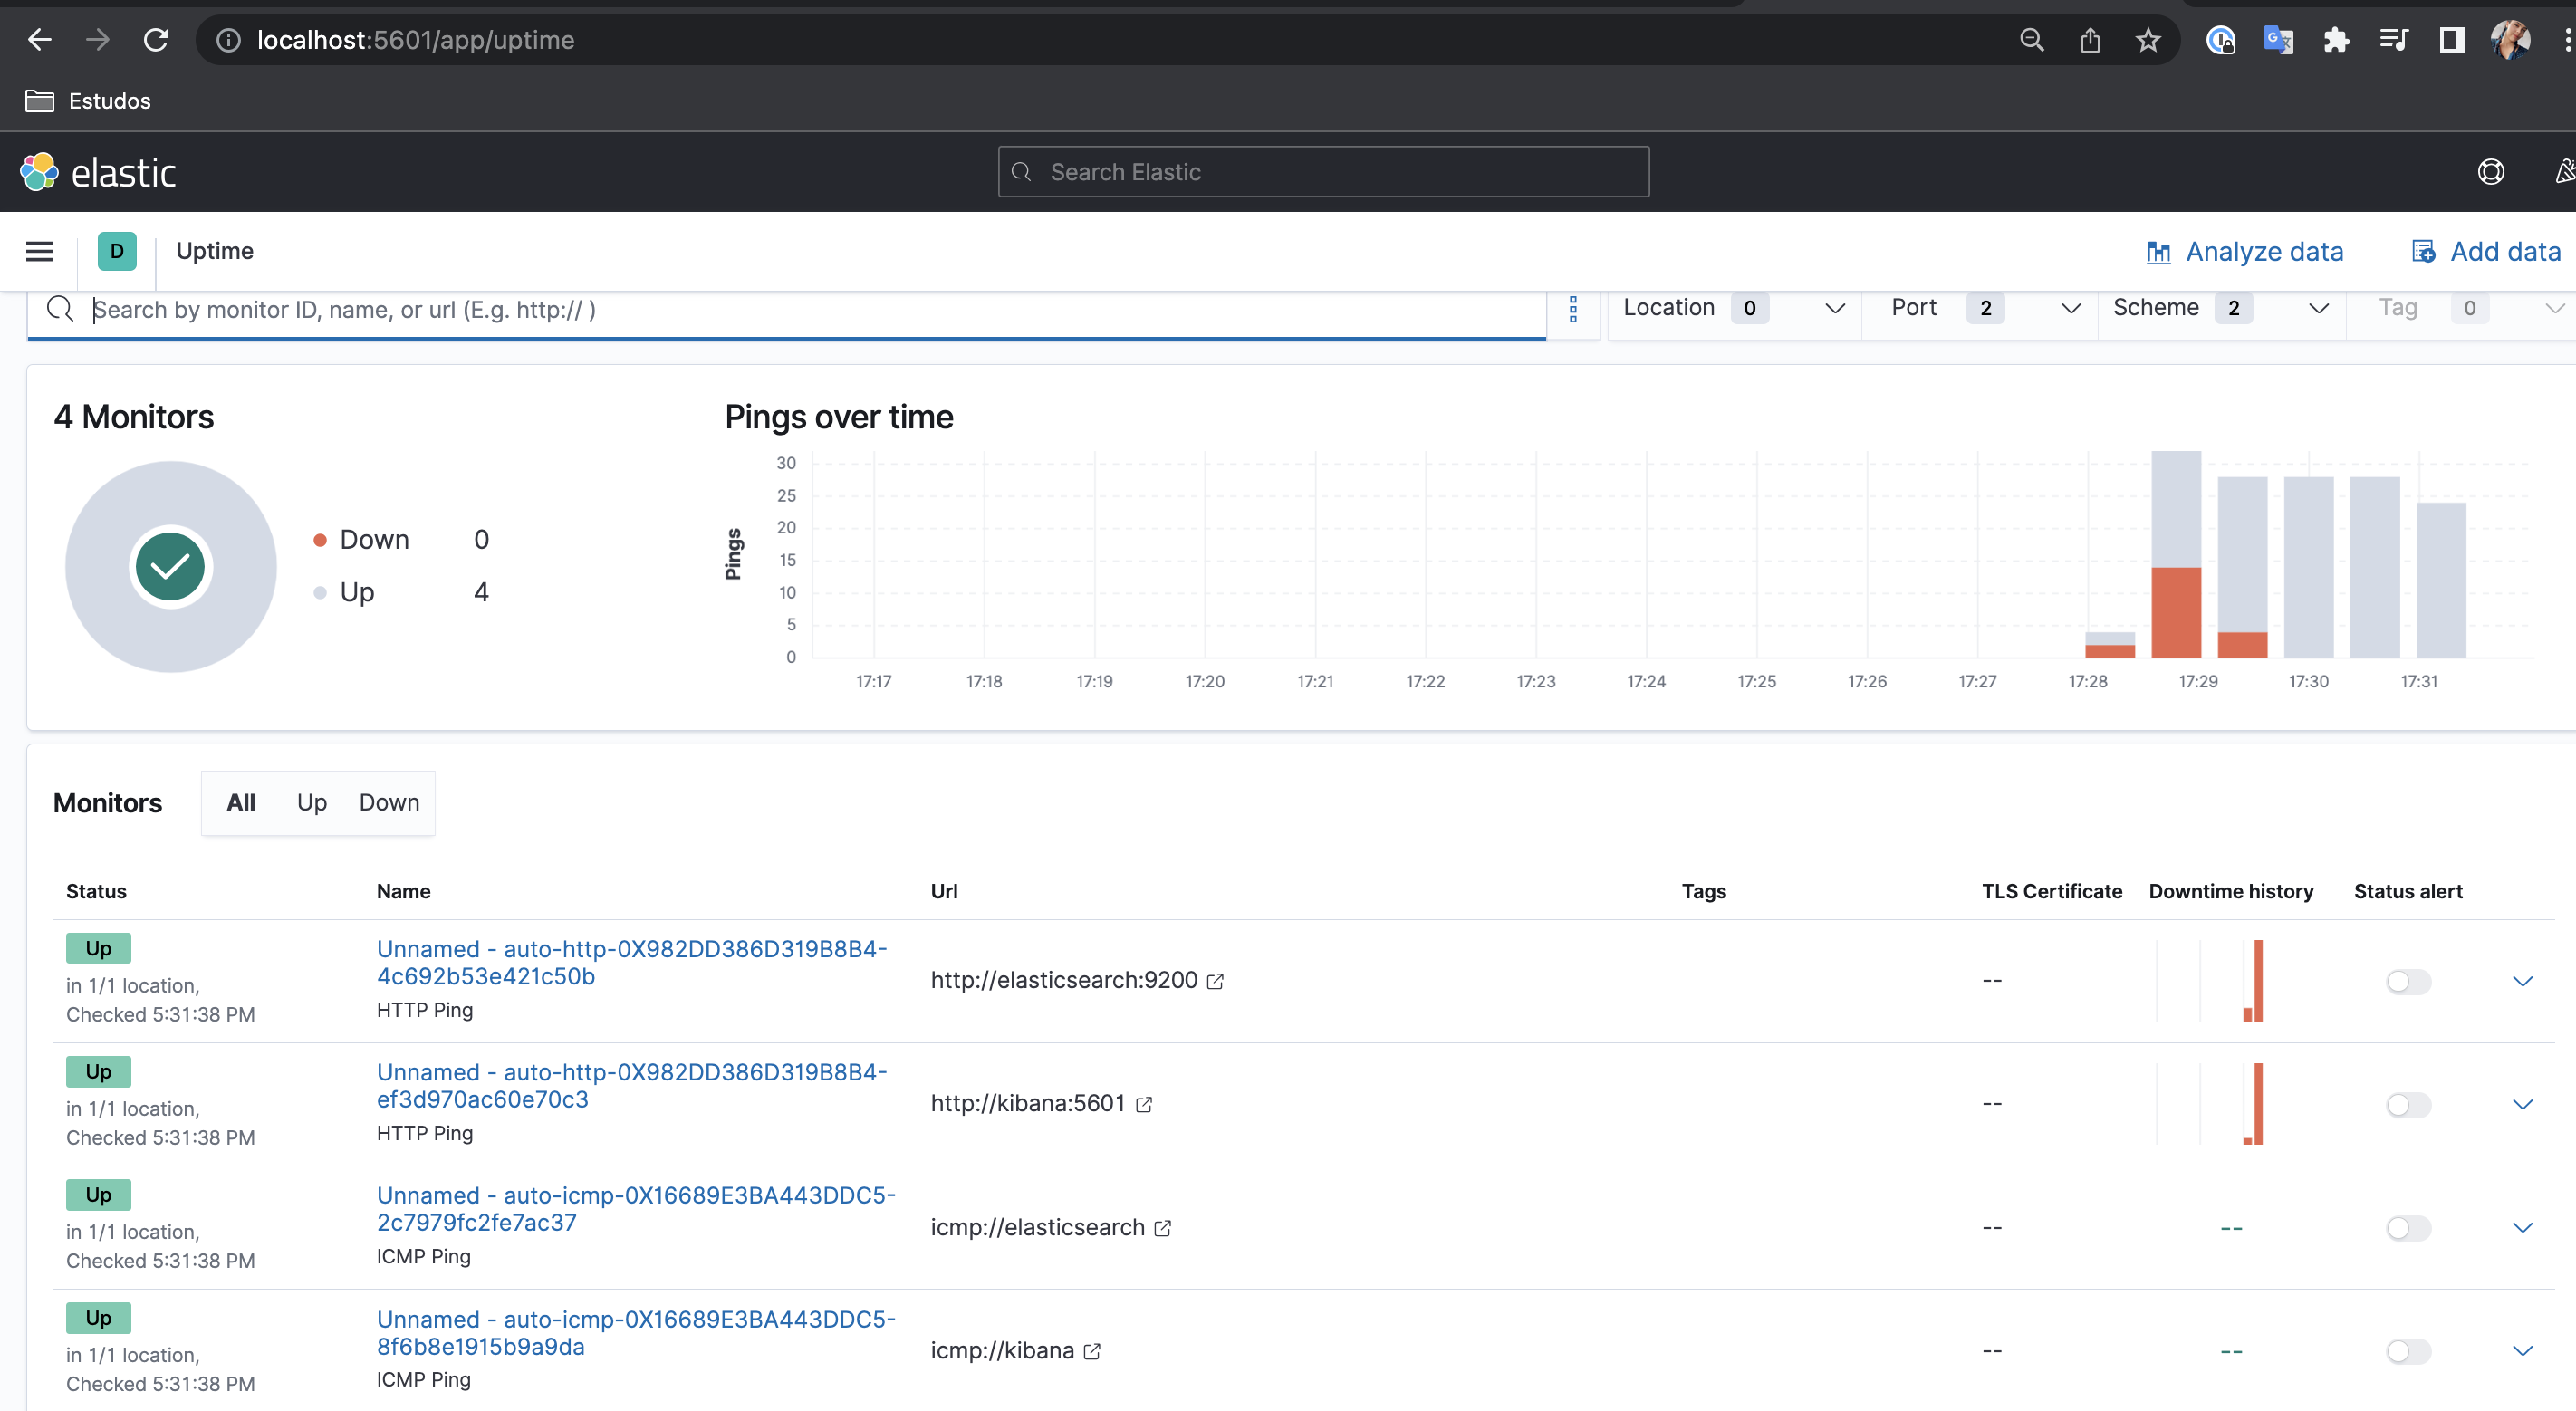 localhost:5601/app/uptime
Estudos
elastic
Search Elastic
D
Uptime
Analyze data
Add data
Search by monitor ID, name, or url (E.g. http:// )
Location 0
Port 2
Scheme 2
Tag 0
4 Monitors
Down 0
Up 4
Pings over time
Pings
30
25
20
15
10
5
0
17:17 17:18 17:19 17:20 17:21 17:22 17:23 17:24 17:25 17:26 17:27 17:28 17:29 17:30 17:31
Monitors
All Up Down
Status Name Url Tags TLS Certificate Downtime history Status alert
Up
in 1/1 location,
Checked 5:31:38 PM
Unnamed - auto-http-0X982DD386D319B8B4-
4c692b53e421c50b
HTTP Ping
http://elasticsearch:9200
--
Up
in 1/1 location,
Checked 5:31:38 PM
Unnamed - auto-http-0X982DD386D319B8B4-
ef3d970ac60e70c3
HTTP Ping
http://kibana:5601
--
Up
in 1/1 location,
Checked 5:31:38 PM
Unnamed - auto-icmp-0X16689E3BA443DDC5-
2c7979fc2fe7ac37
ICMP Ping
icmp://elasticsearch
--
--
Up
in 1/1 location,
Checked 5:31:38 PM
Unnamed - auto-icmp-0X16689E3BA443DDC5-
8f6b8e1915b9a9da
ICMP Ping
icmp://kibana
--
--